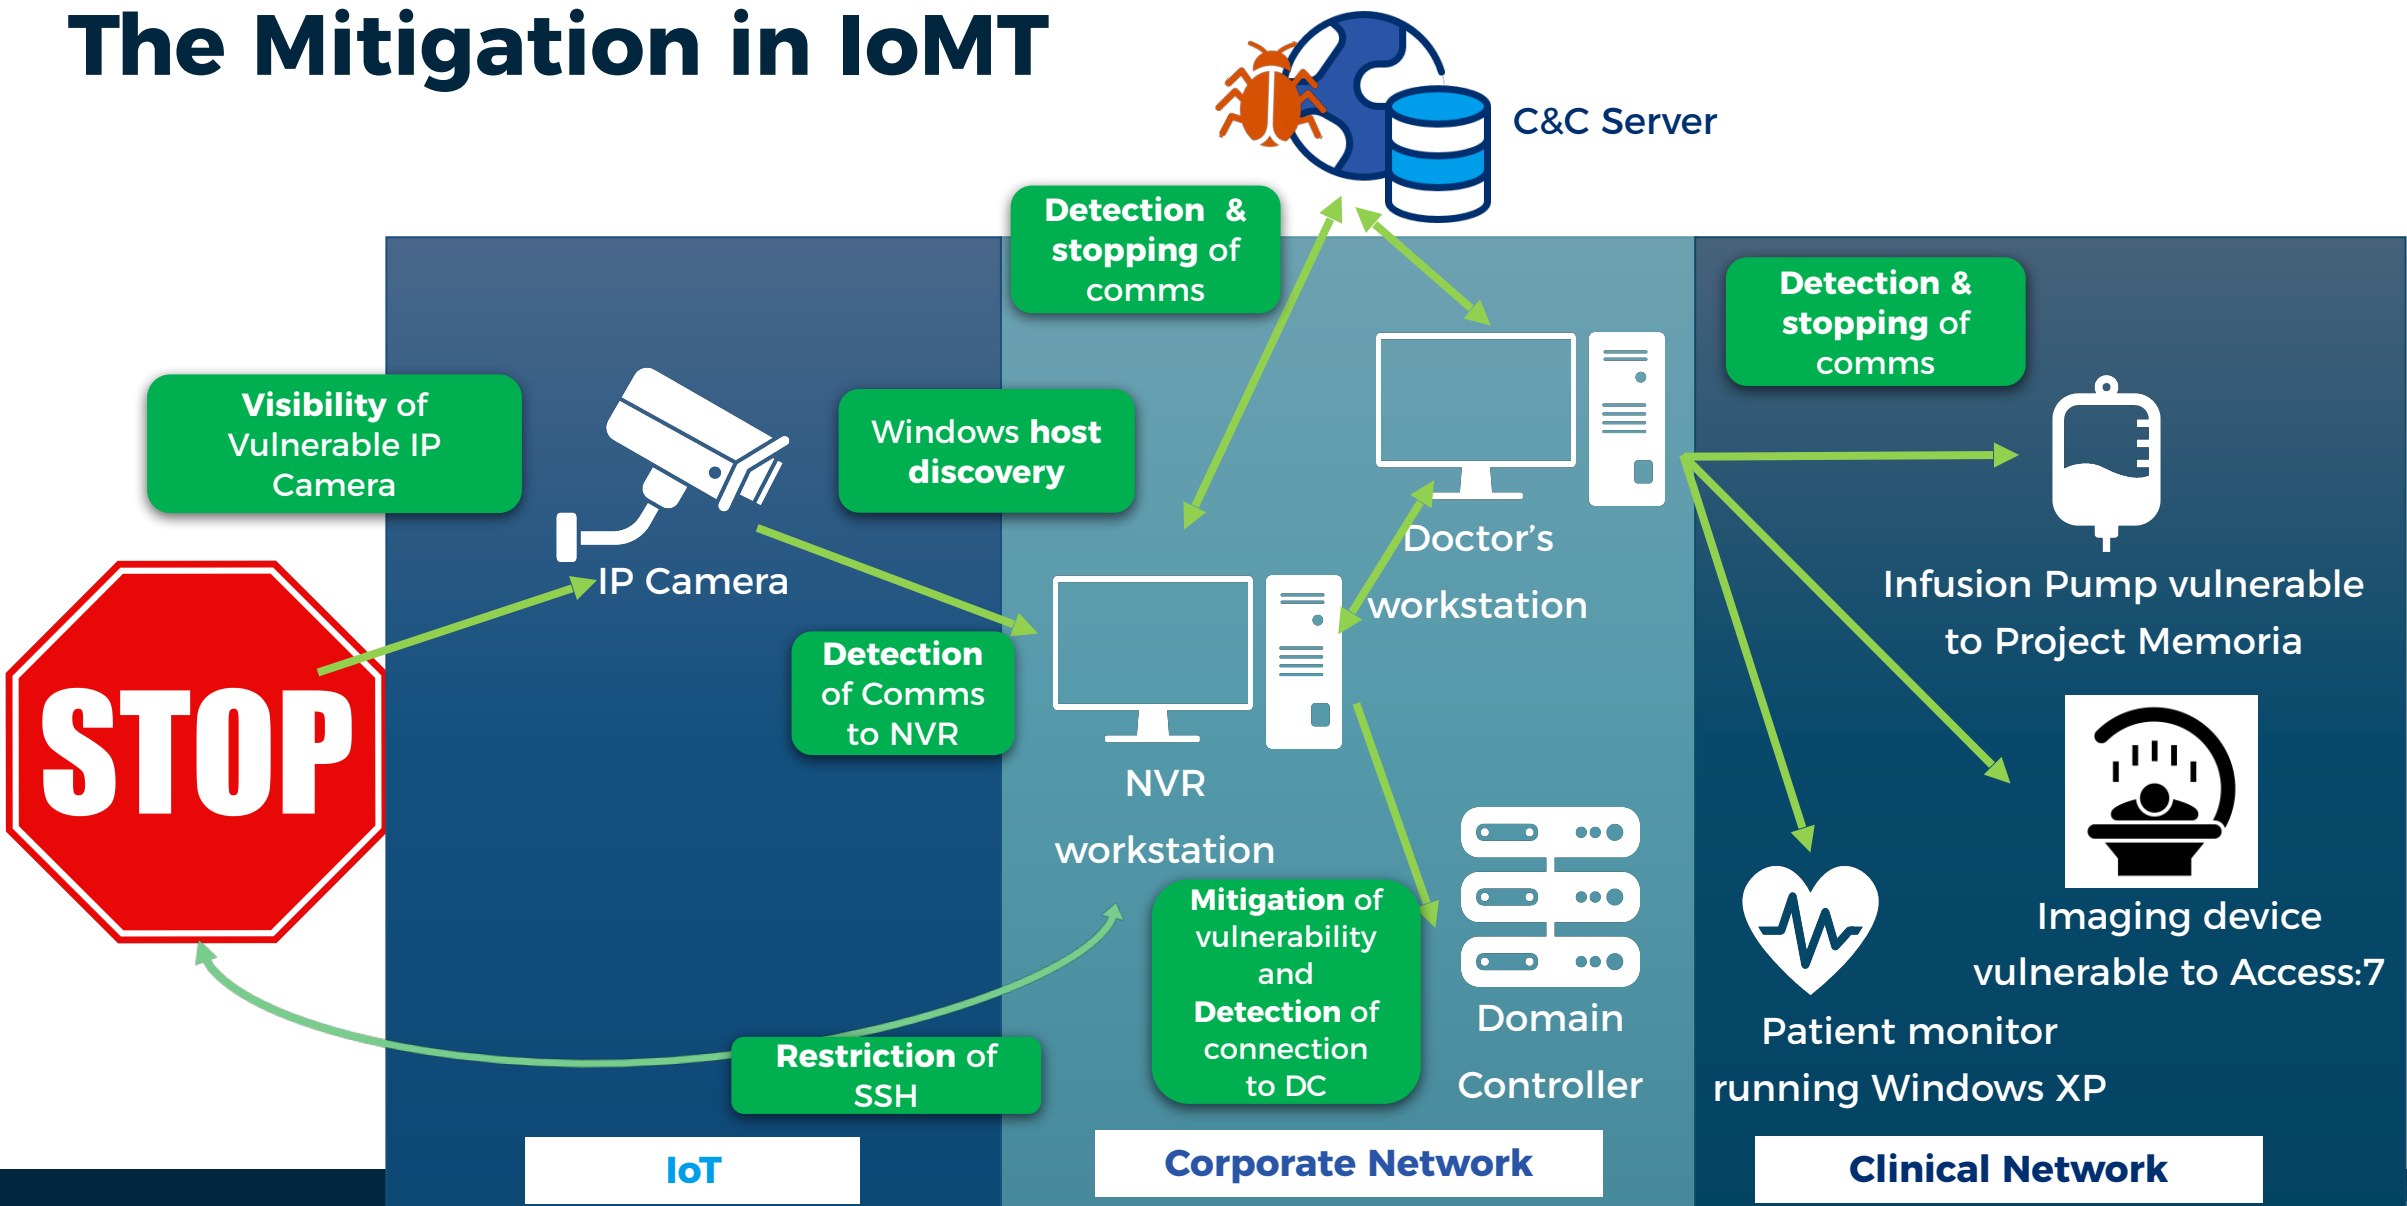 The Mitigation in IoMT
C&C Server
Detection &
stopping of
comms
Detection &
stopping of
comms
Visibility of
Vulnerable IP
Camera
Windows host
discovery
IP Camera
Doctor's
workstation
Infusion Pump vulnerable
to Project Memoria
STOP
Detection
of Comms
to NVR
NVR
workstation
Mitigation of
vulnerability
and
Detection of
connection
to DC
Domain
Controller
Imaging device
vulnerable to Access:7
Patient monitor
running Windows XP
Restriction of
SSH
IoT
Corporate Network
Clinical Network